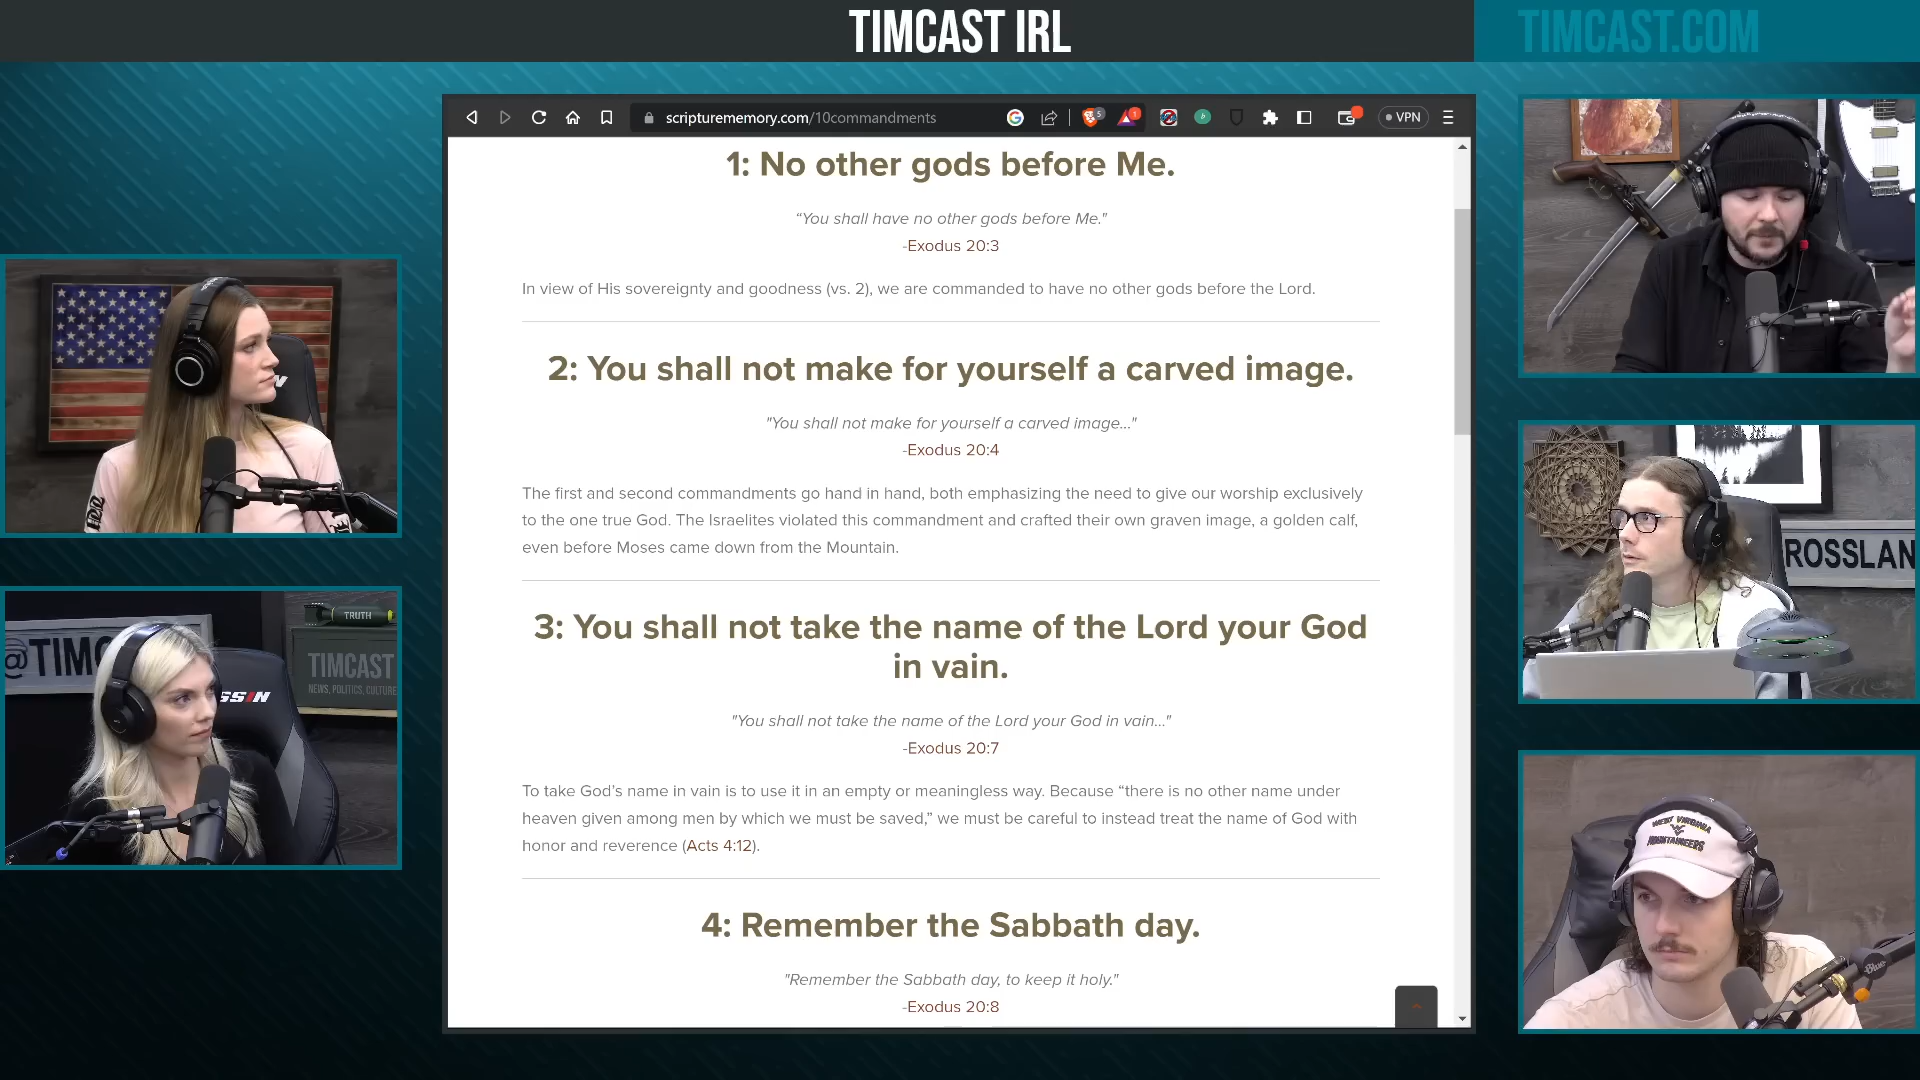 TIMCAST IRL
TIMCAST.COM
scripturememory.com/10commandments
5
1
VPN
1: No other gods before Me.
“You shall have no other gods before Me."
-Exodus 20:3
In view of His sovereignty and goodness (vs. 2), we are commanded to have no other gods before the Lord.
2: You shall not make for yourself a carved image.
"You shall not make for yourself a carved image..."
-Exodus 20:4
The first and second commandments go hand in hand, both emphasizing the need to give our worship exclusively
to the one true God. The Israelites violated this commandment and crafted their own graven image, a golden calf,
even before Moses came down from the Mountain.
3: You shall not take the name of the Lord your God
in vain.
"You shall not take the name of the Lord your God in vain..."
-Exodus 20:7
To take God’s name in vain is to use it in an empty or meaningless way. Because “there is no other name under
heaven given among men by which we must be saved,” we must be careful to instead treat the name of God with
honor and reverence (Acts 4:12).
4: Remember the Sabbath day.
"Remember the Sabbath day, to keep it holy."
-Exodus 20:8
@TIMC
SSIN
TRUTH
TIMCAST
NEWS, POLITICS, CULTURE
ROSSLAN
WEST VIRGINIA
MOUNTAINEERS
Blue